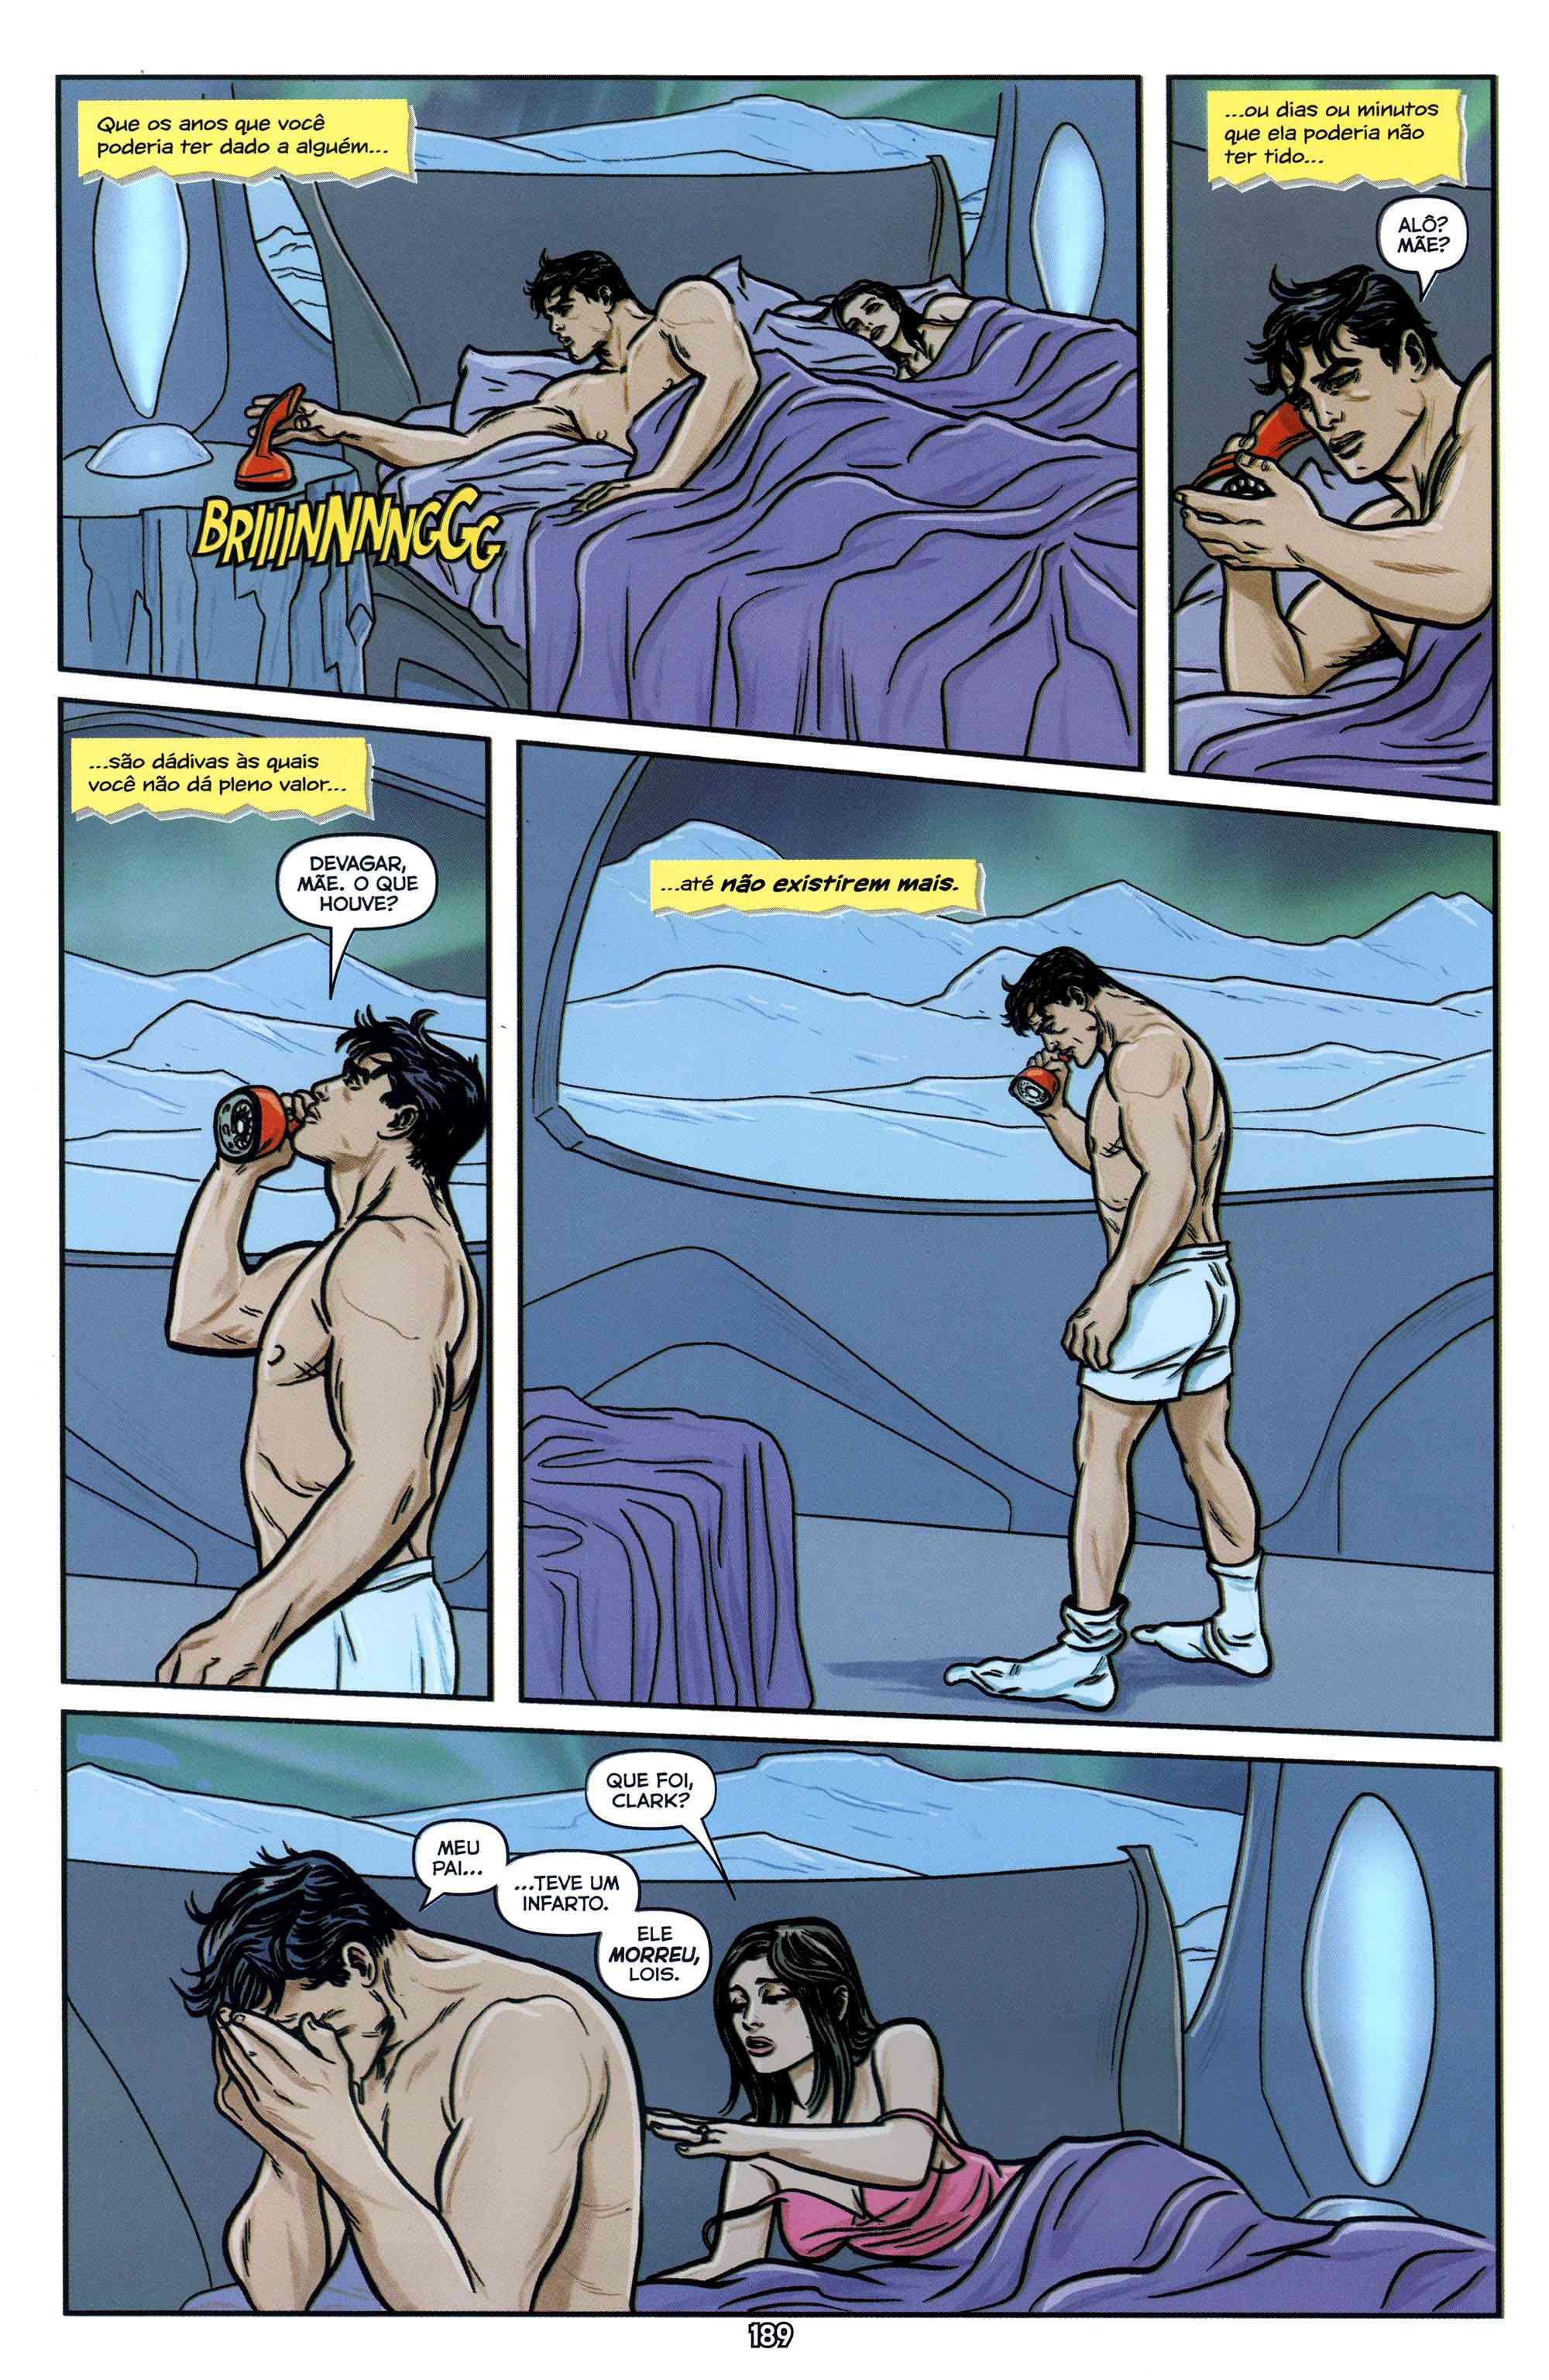 Que os anos que você
poderia ter dado a alguém...
...ou dias ou minutos
que ela poderia não
ter tido...
ALÔ?
MÃE?
BRIIIINNNNGGG
...são dádivas às quais
você não dá pleno valor...
DEVAGAR,
MÃE. O QUE
HOUVE?
...até não existirem mais.
QUE FOI,
CLARK?
MEU
PAI...
...TEVE UM
INFARTO.
ELE
MORREU,
LOIS.
189